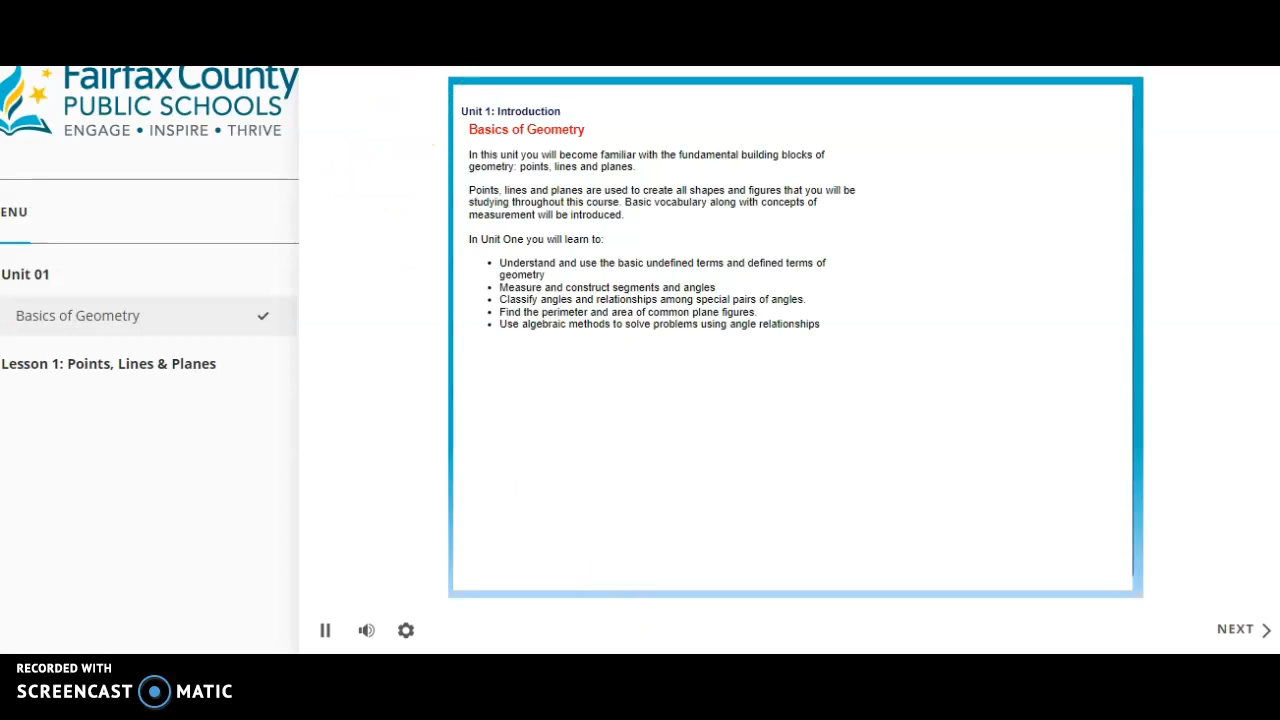 Fairfax County
PUBLIC SCHOOLS
ENGAGE • INSPIRE • THRIVE
ENU
Unit 01
Basics of Geometry
Lesson 1: Points, Lines & Planes
Unit 1: Introduction
Basics of Geometry
In this unit you will become familiar with the fundamental building blocks of
geometry: points, lines and planes.
Points, lines and planes are used to create all shapes and figures that you will be
studying throughout this course. Basic vocabulary along with concepts of
measurement will be introduced.
In Unit One you will learn to:
• Understand and use the basic undefined terms and defined terms of
geometry
• Measure and construct segments and angles
• Classify angles and relationships among special pairs of angles.
• Find the perimeter and area of common plane figures.
• Use algebraic methods to solve problems using angle relationships
NEXT
RECORDED WITH
SCREENCAST MATIC